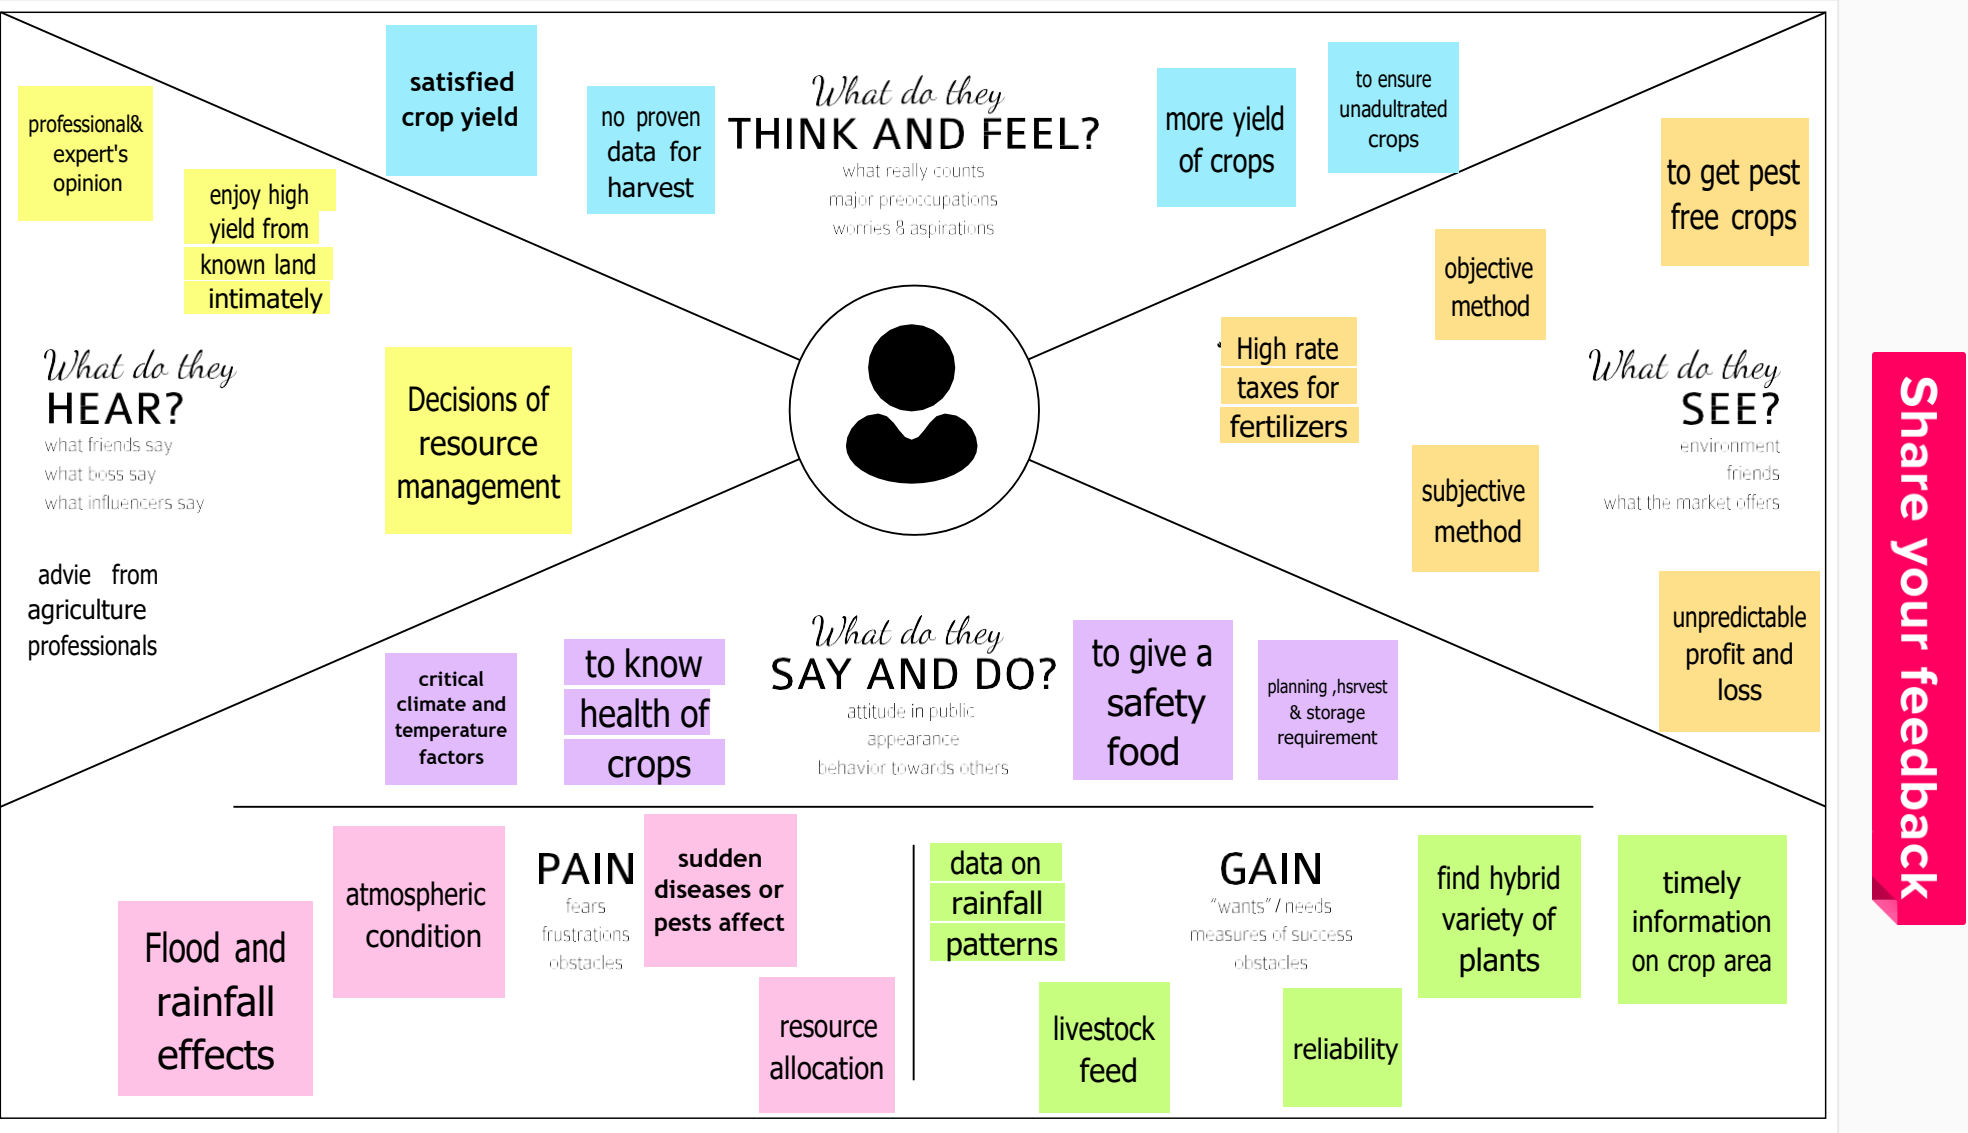 satisfied
crop yield
no proven
data for
harvest
What do they
THINK AND FEEL?
what really counts
major preoccupations
worries & aspirations
more yield
of crops
to ensure
unadultrated
crops
professional&
expert's
opinion
enjoy high
yield from
known land
intimately
What do they
HEAR?
what friends say
what boss say
what influencers say
Decisions of
resource
management
advie from
agriculture
professionals
to get pest
free crops
objective
method
High rate
taxes for
fertilizers
What do they
SEE?
environment
friends
what the market offers
subjective
method
unpredictable
profit and
loss
critical
climate and
temperature
factors
to know
health of
crops
What do they
SAY AND DO?
attitude in public
appearance
behavior towards others
to give a
safety
food
planning ,hsrvest
& storage
requirement
Flood and
rainfall
effects
atmospheric
condition
PAIN
fears
frustrations
obstacles
sudden
diseases or
pests affect
resource
allocation
data on
rainfall
patterns
livestock
feed
GAIN
“wants” / needs
measures of success
obstacles
reliability
find hybrid
variety of
plants
timely
information
on crop area
Share your feedback